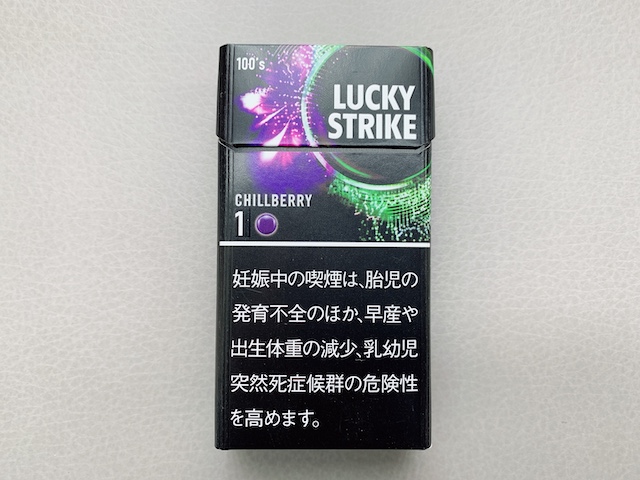 100's
LUCKY
STRIKE
CHILLBERRY
1
妊娠中の喫煙は、胎児の
発育不全のほか、早産や
出生体重の減少、乳幼児
突然死症候群の危険性
を高めます。